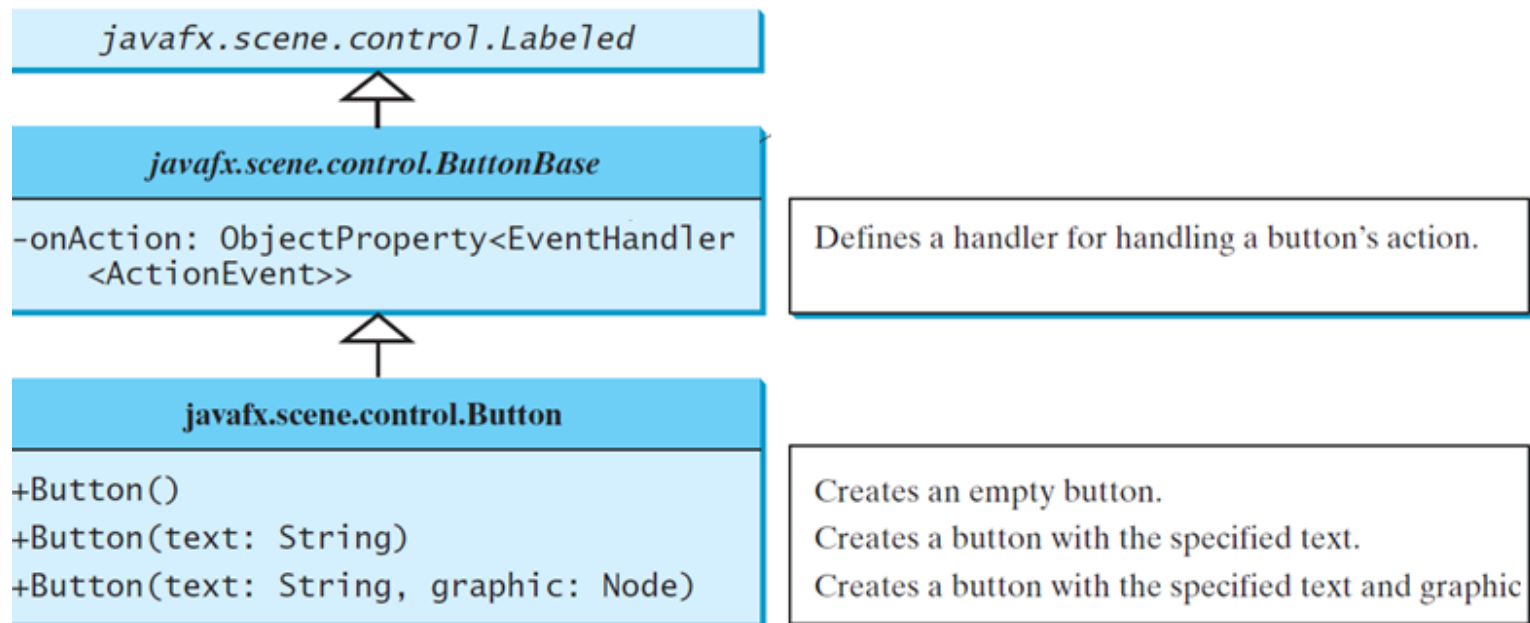 javafx.scene.control.Labeled
javafx.scene.control.ButtonBase
-onAction: ObjectProperty<EventHandler
<ActionEvent>>
Defines a handler for handling a button’s action.
javafx.scene.control.Button
+Button()
Creates an empty button.
+Button(text: String)
Creates a button with the specified text.
+Button(text: String, graphic: Node)
Creates a button with the specified text and graphic